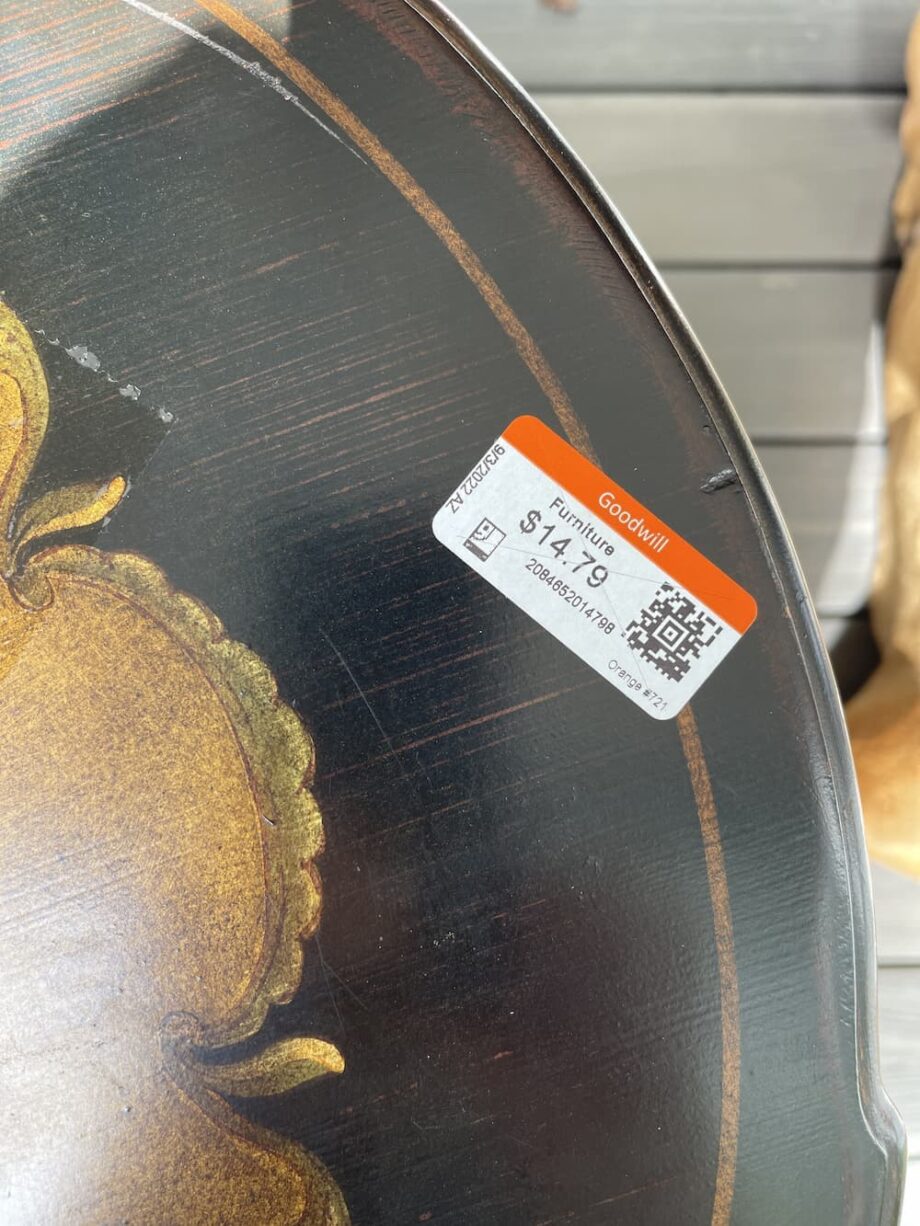 Goodwill
9/3/2022 AZ
Furniture
$14.79
2084652014798
Orange #721